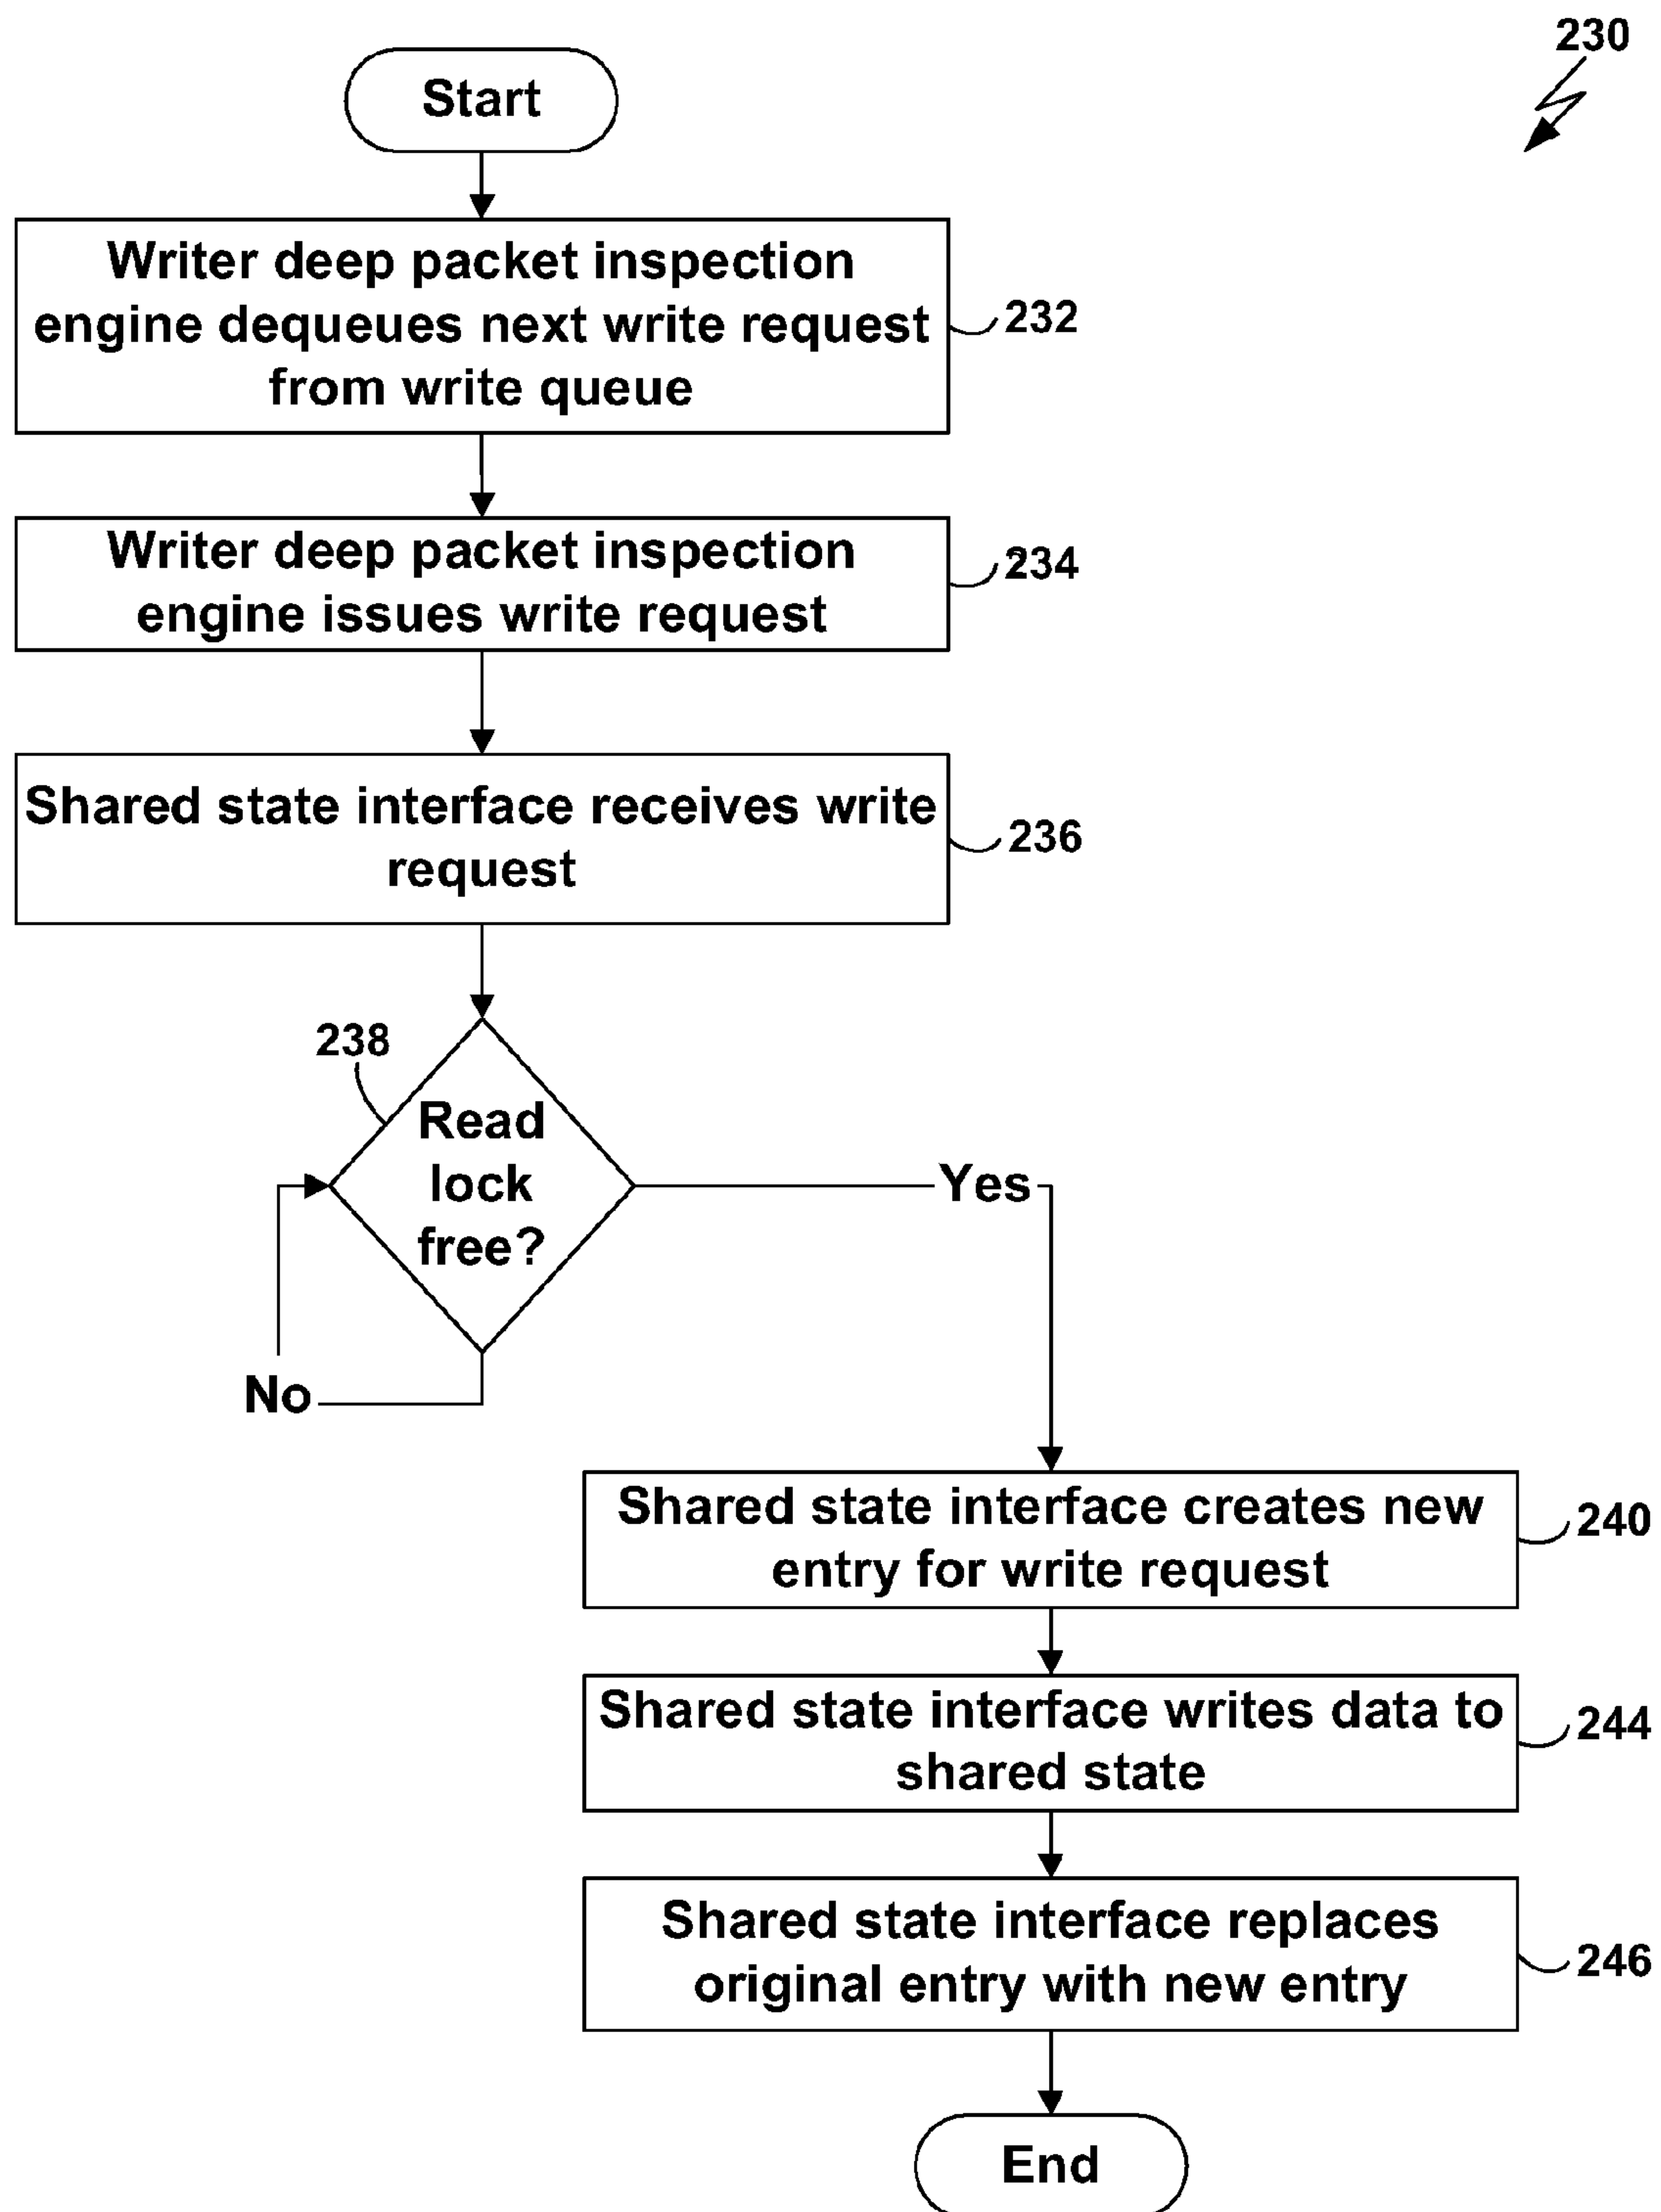 230
Start
Writer deep packet inspection
engine dequeues next write request
from write queue
232
Writer deep packet inspection
engine issues write request
234
Shared state interface receives write
request
236
238
Read
lock
free?
Yes
No
Shared state interface creates new
entry for write request
240
Shared state interface writes data to
shared state
244
Shared state interface replaces
original entry with new entry
246
End